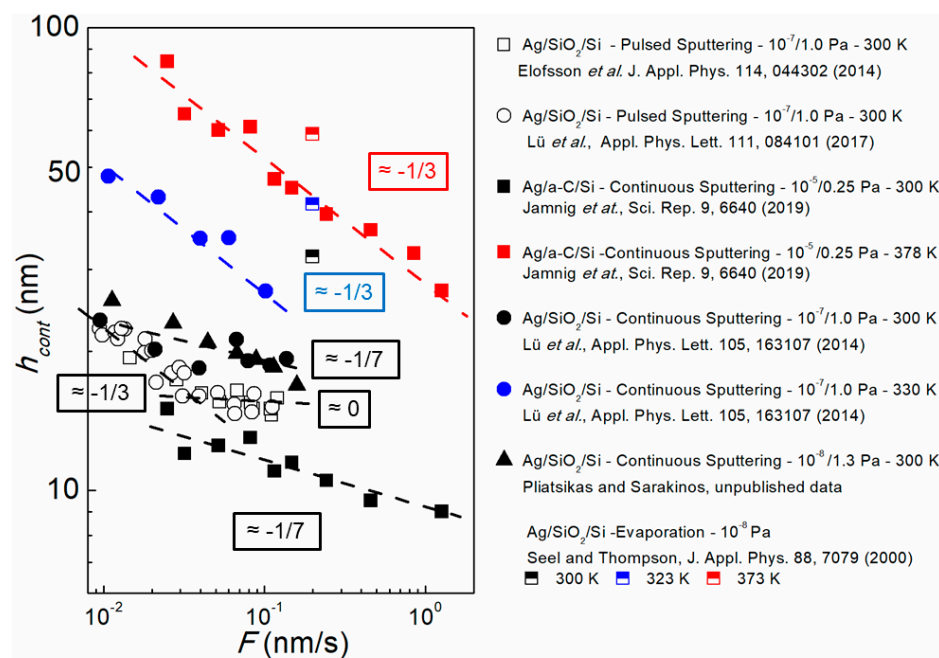 100
50
10
h_cont (nm)
10⁻²
10⁻¹
10⁰
F (nm/s)
≈ -1/3
≈ -1/3
≈ -1/7
≈ -1/3
≈ 0
≈ -1/7
Ag/SiO₂/Si - Pulsed Sputtering - 10⁻⁷/1.0 Pa - 300 K
Elofsson et al. J. Appl. Phys. 114, 044302 (2014)
Ag/SiO₂/Si - Pulsed Sputtering - 10⁻⁷/1.0 Pa - 300 K
Lü et al., Appl. Phys. Lett. 111, 084101 (2017)
Ag/a-C/Si - Continuous Sputtering - 10⁻⁵/0.25 Pa - 300 K
Jamnig et at., Sci. Rep. 9, 6640 (2019)
Ag/a-C/Si -Continuous Sputtering - 10⁻⁵/0.25 Pa - 378 K
Jamnig et at., Sci. Rep. 9, 6640 (2019)
Ag/SiO₂/Si - Continuous Sputtering - 10⁻⁷/1.0 Pa - 300 K
Lü et al., Appl. Phys. Lett. 105, 163107 (2014)
Ag/SiO₂/Si - Continuous Sputtering - 10⁻⁷/1.0 Pa - 330 K
Lü et al., Appl. Phys. Lett. 105, 163107 (2014)
Ag/SiO₂/Si - Continuous Sputtering - 10⁻⁸/1.3 Pa - 300 K
Pliatsikas and Sarakinos, unpublished data
Ag/SiO₂/Si -Evaporation - 10⁻⁸ Pa
Seel and Thompson, J. Appl. Phys. 88, 7079 (2000)
300 K 323 K 373 K